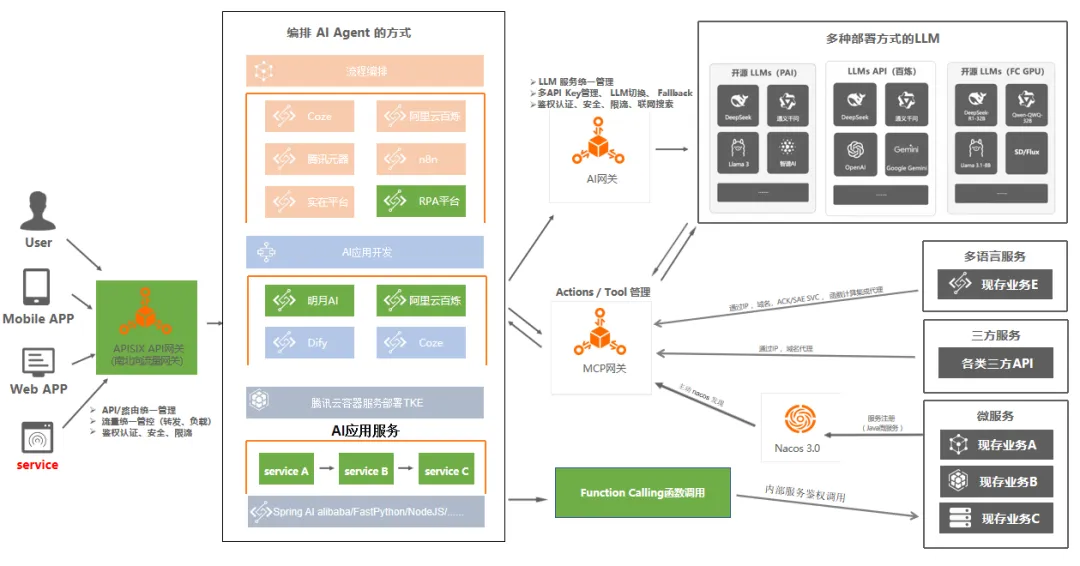 User
Mobile APP
Web APP
service
APISIX API网关
(南北向流量网关)
➤ API/路由统一管理
➤ 流量统一管控（转发、负载）
➤ 鉴权认证、安全、限流
编排 AI Agent 的方式
流程编排
Coze
阿里云百炼
腾讯元器
n8n
实在平台
RPA平台
AI应用开发
明月AI
阿里云百炼
Dify
Coze
腾讯云容器服务部署TKE
AI应用服务
service A
service B
service C
Spring AI alibaba/FastPython/NodeJS/......
➤ LLM 服务统一管理
➤ 多API Key管理、 LLM切换、 Fallback
➤ 鉴权认证、安全、限流、联网搜索
AI网关
Actions / Tool 管理
MCP网关
Function Calling函数调用
多种部署方式的LLM
开源 LLMs（PAI）
DeepSeek
通义千问
Llama 3
智谱AI
......
LLMs API（百炼）
DeepSeek
通义千问
OpenAI
Gemini
Google Gemini
......
开源 LLMs（FC GPU）
DeepSeek-
R1-32B
Qwen-QWQ-
32B
Llama 3.1-8B
SD/Flux
......
通过IP 、域名、ACK/SAE SVC 、函数计算集成代理
通过IP 、域名代理
主动 nacos 发现
服务注册
（Java微服务）
Nacos 3.0
内部服务鉴权调用
多语言服务
现存业务E
三方服务
各类三方API
微服务
现存业务A
现存业务B
现存业务C